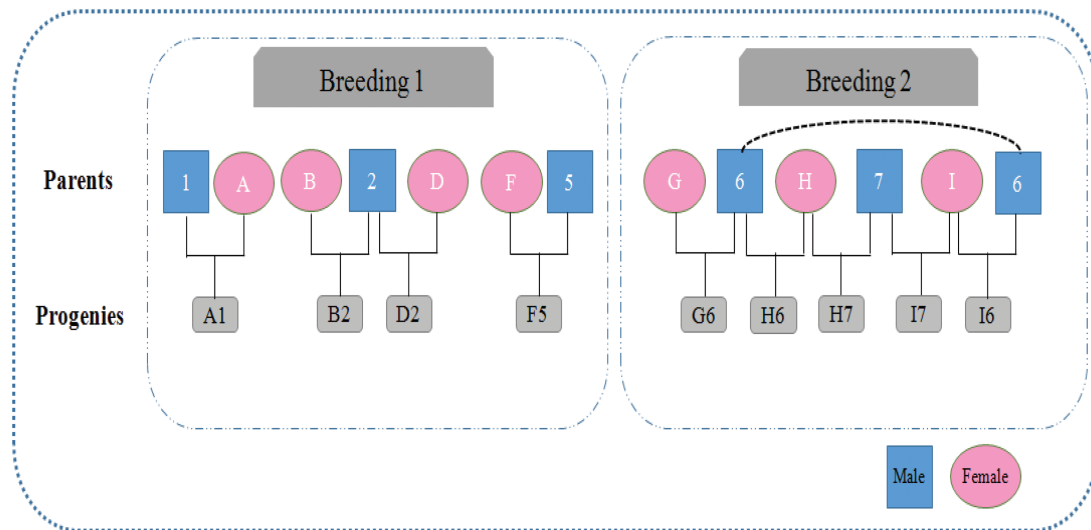 Breeding 1
Breeding 2
Parents
1 A B 2 D F 5
G 6 H 7 I 6
Progenies
A1 B2 D2 F5
G6 H6 H7 I7 I6
Male
Female